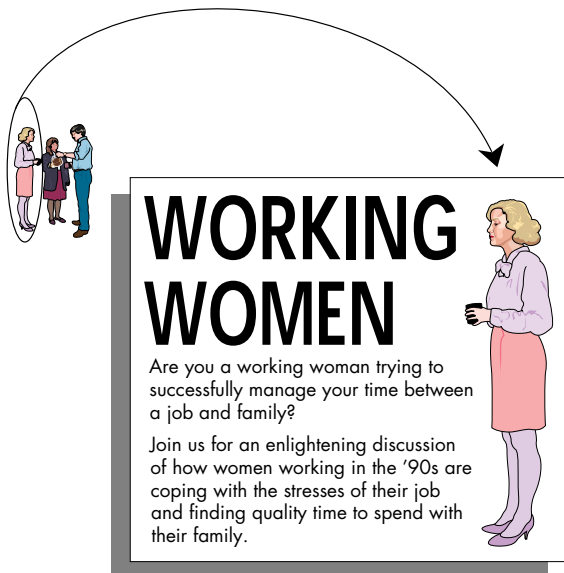 WORKING
WOMEN
Are you a working woman trying to
successfully manage your time between
a job and family?
Join us for an enlightening discussion
of how women working in the ’90s are
coping with the stresses of their job
and finding quality time to spend with
their family.